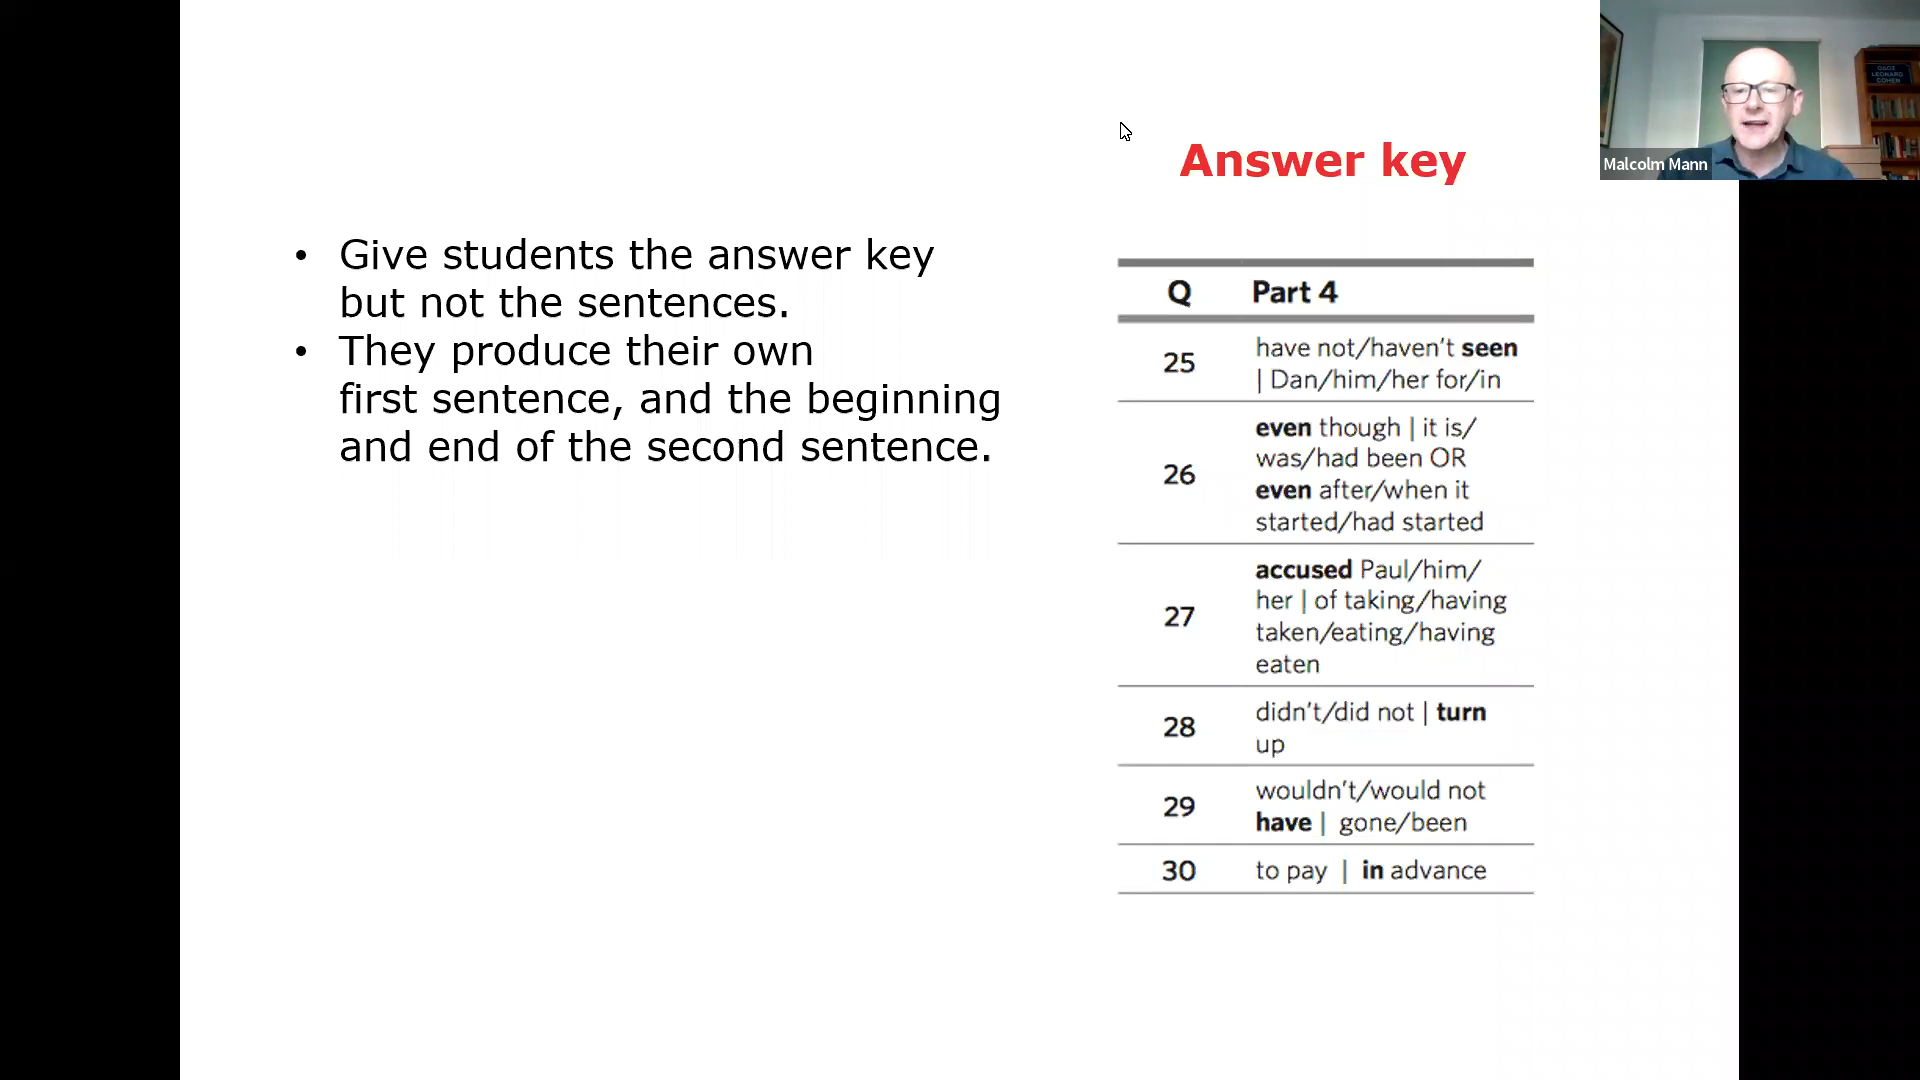 Answer key
• Give students the answer key
but not the sentences.
• They produce their own
first sentence, and the beginning
and end of the second sentence.
Q Part 4
25 have not/haven't seen
| Dan/him/her for/in
26 even though | it is/
was/had been OR
even after/when it
started/had started
27 accused Paul/him/
her | of taking/having
taken/eating/having
eaten
28 didn't/did not | turn
up
29 wouldn't/would not
have | gone/been
30 to pay | in advance
Malcolm Mann
LEONARD
COHEN